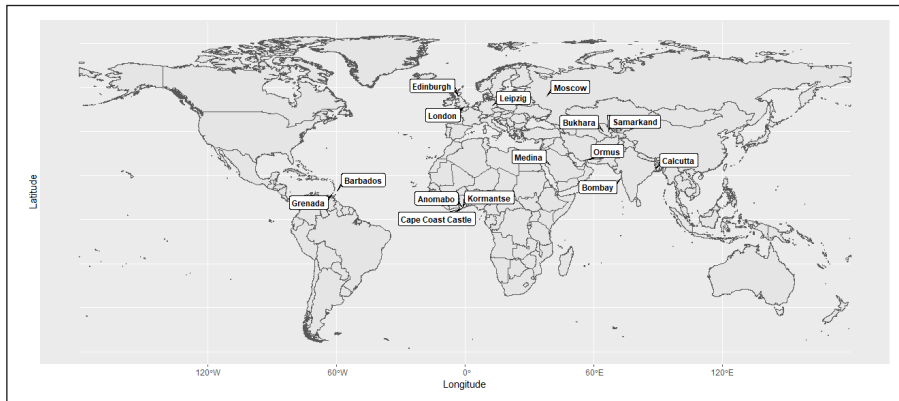 Edinburgh
Moscow
Leipzig
London
Bukhara
Samarkand
Ormus
Medina
Calcutta
Barbados
Bombay
Grenada
Anomabo
Kormantse
Cape Coast Castle
Latitude
120°W
60°W
0°
60°E
120°E
Longitude